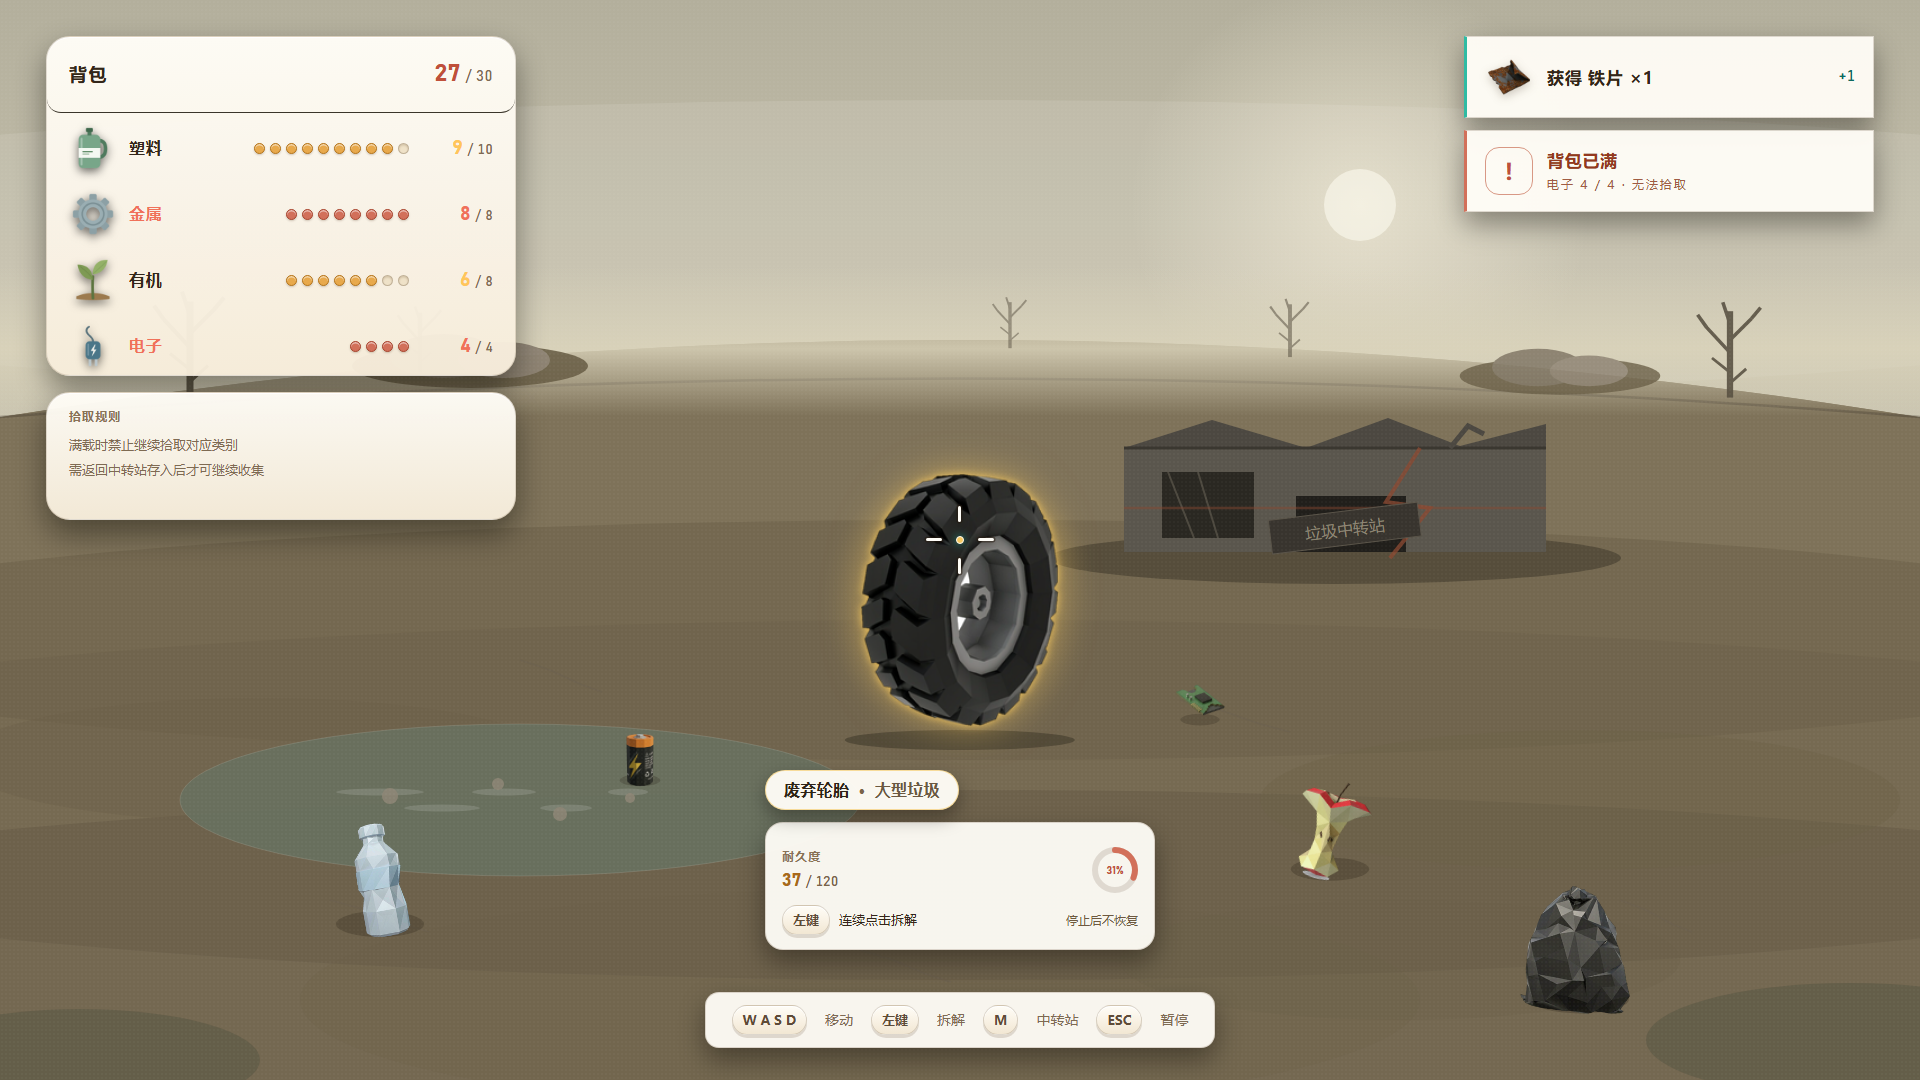 背包
27 / 30
塑料 9 / 10
金属 8 / 8
有机 6 / 8
电子 4 / 4
拾取规则
满载时禁止继续拾取对应类别
需返回中转站存入后才可继续收集
获得 铁片 ×1 +1
!
背包已满
电子 4 / 4 · 无法拾取
垃圾中转站
废弃轮胎 • 大型垃圾
耐久度
37 / 120
31%
左键 连续点击拆解 停止后不恢复
W A S D 移动 左键 拆解 M 中转站 ESC 暂停